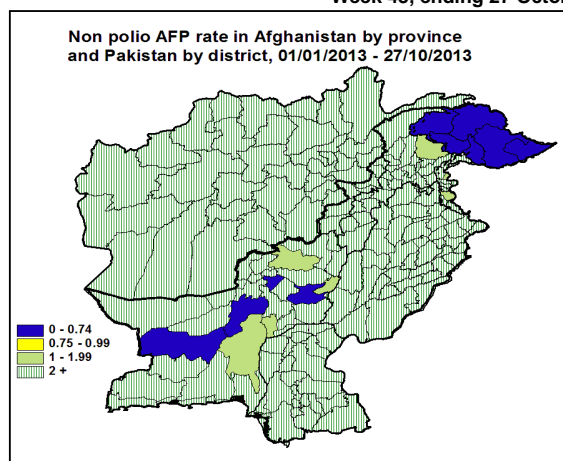 Non polio AFP rate in Afghanistan by province
and Pakistan by district, 01/01/2013 - 27/10/2013
0 - 0.74
0.75 - 0.99
1 - 1.99
2 +